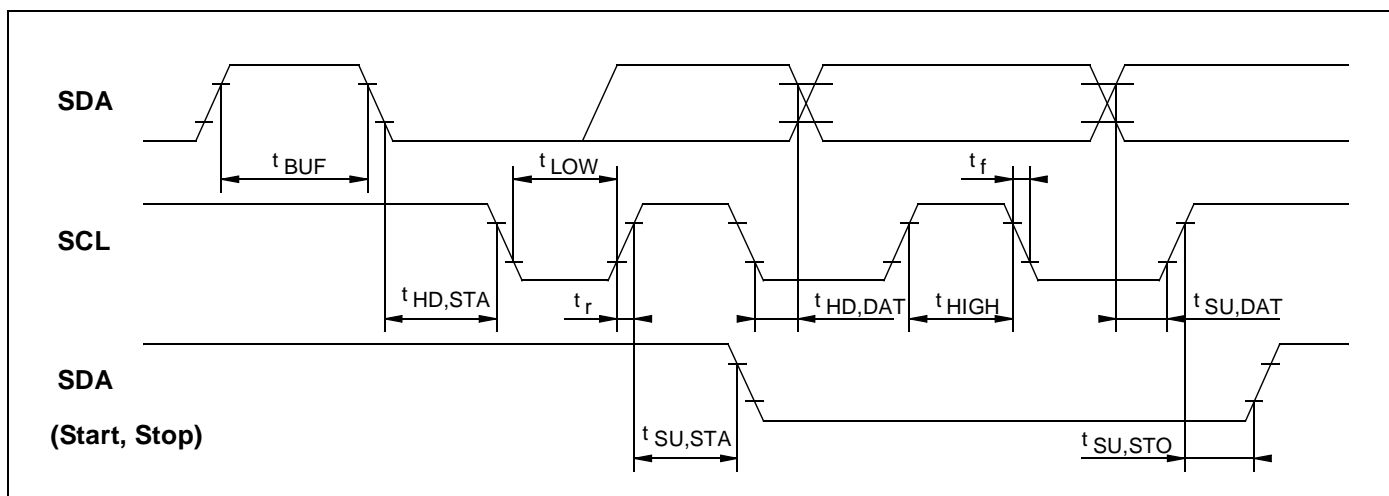 SDA
t BUF
t LOW
t f
SCL
t HD,STA
t r
t HD,DAT
t HIGH
t SU,DAT
SDA
(Start, Stop)
t SU,STA
t SU,STO